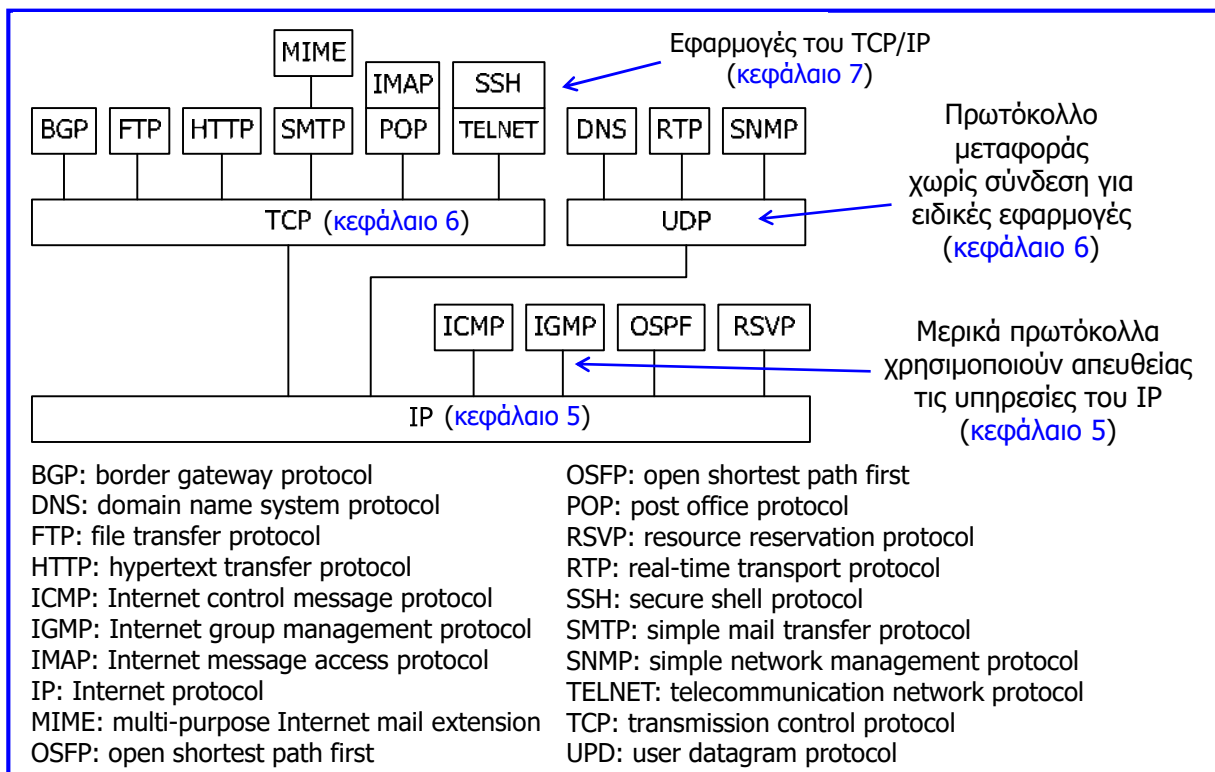 MIME
Εφαρμογές του TCP/IP
(κεφάλαιο 7)
IMAP
SSH
BGP
FTP
HTTP
SMTP
POP
TELNET
DNS
RTP
SNMP
Πρωτόκολλο
μεταφοράς
χωρίς σύνδεση για
ειδικές εφαρμογές
(κεφάλαιο 6)
TCP (κεφάλαιο 6)
UDP
ICMP
IGMP
OSPF
RSVP
Μερικά πρωτόκολλα
χρησιμοποιούν απευθείας
τις υπηρεσίες του IP
(κεφάλαιο 5)
IP (κεφάλαιο 5)
BGP: border gateway protocol
DNS: domain name system protocol
FTP: file transfer protocol
HTTP: hypertext transfer protocol
ICMP: Internet control message protocol
IGMP: Internet group management protocol
IMAP: Internet message access protocol
IP: Internet protocol
MIME: multi-purpose Internet mail extension
OSFP: open shortest path first
OSFP: open shortest path first
POP: post office protocol
RSVP: resource reservation protocol
RTP: real-time transport protocol
SSH: secure shell protocol
SMTP: simple mail transfer protocol
SNMP: simple network management protocol
TELNET: telecommunication network protocol
TCP: transmission control protocol
UPD: user datagram protocol